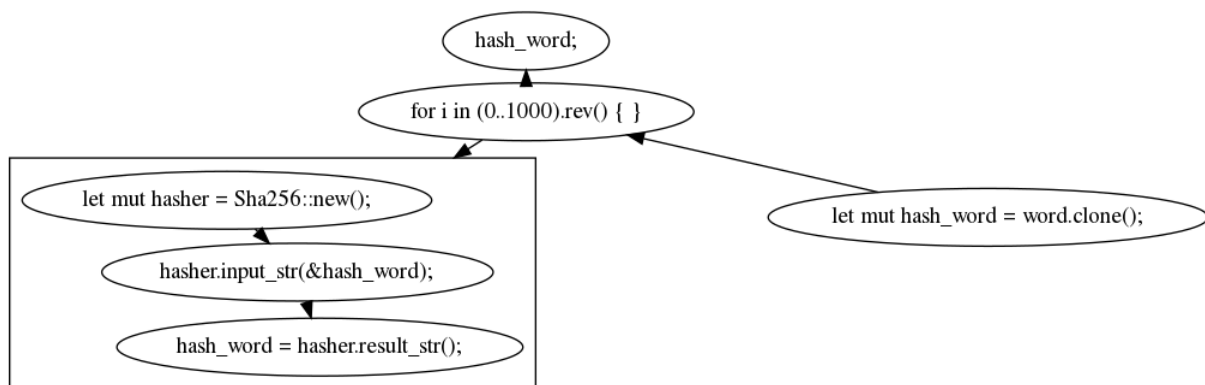 hash_word;
for i in (0..1000).rev() { }
let mut hasher = Sha256::new();
let mut hash_word = word.clone();
hasher.input_str(&hash_word);
hash_word = hasher.result_str();